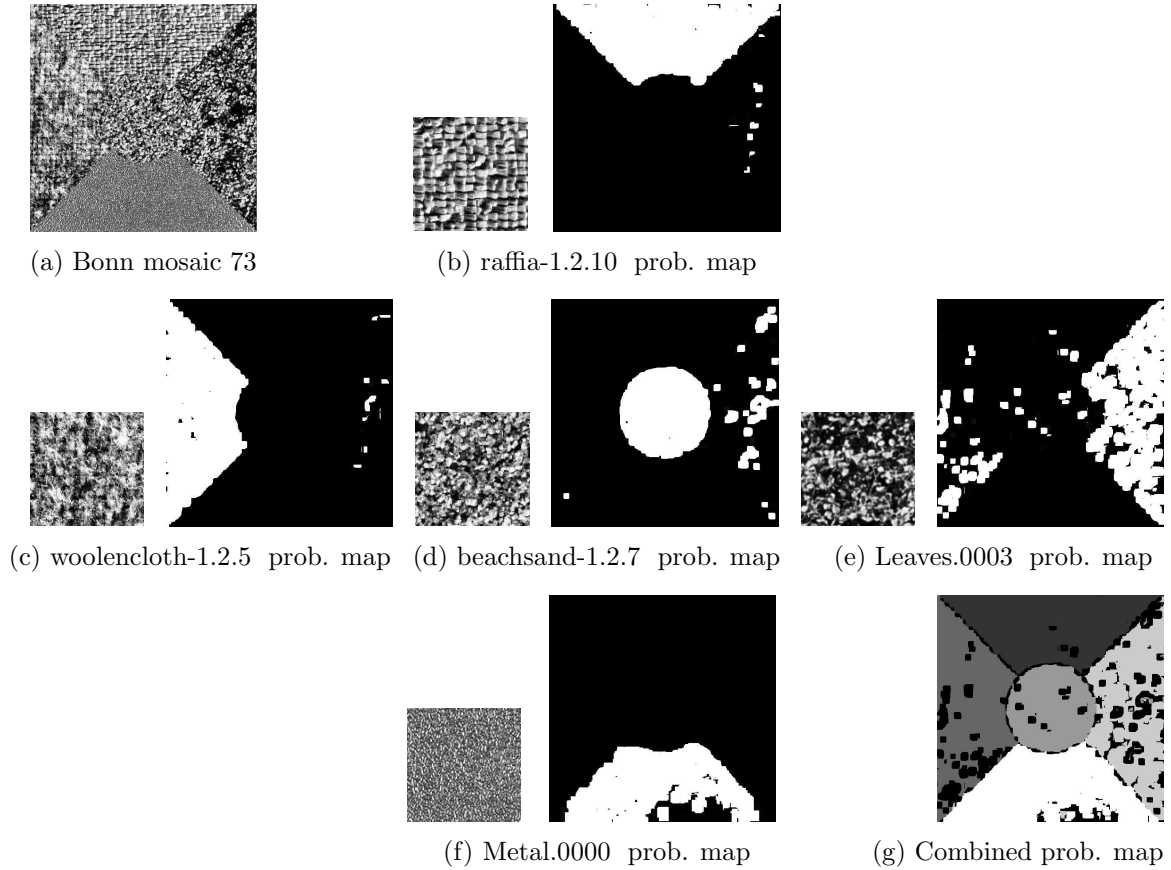 (a) Bonn mosaic 73
(b) raffia-1.2.10 prob. map
(c) woolencloth-1.2.5 prob. map
(d) beachsand-1.2.7 prob. map
(e) Leaves.0003 prob. map
(f) Metal.0000 prob. map
(g) Combined prob. map